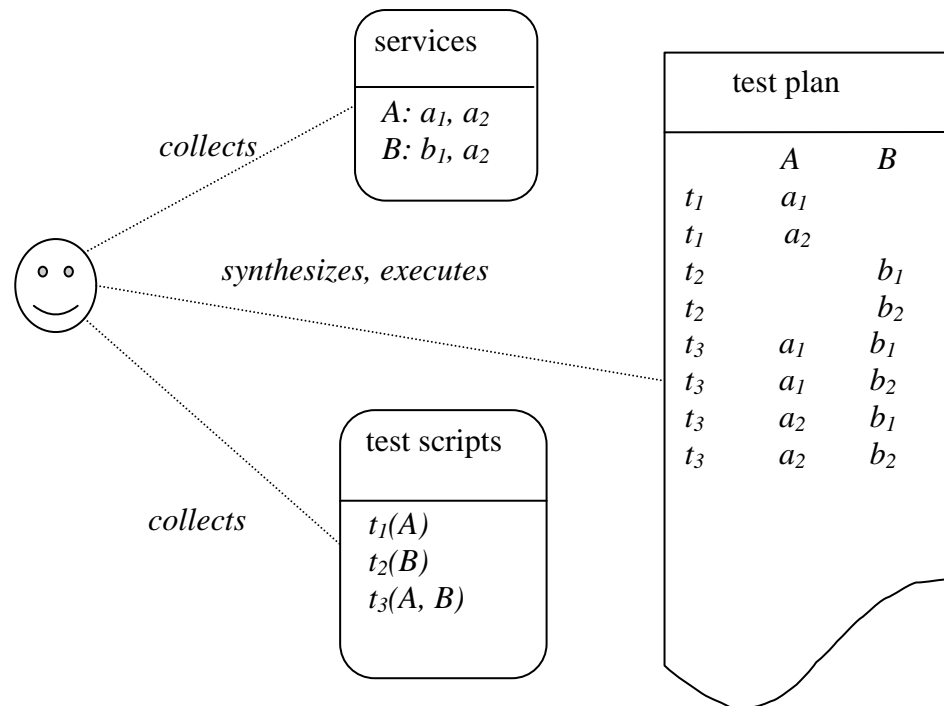 services
A: a₁, a₂
B: b₁, a₂
collects
synthesizes, executes
test scripts
t₁(A)
t₂(B)
t₃(A, B)
collects
test plan
A B
t₁ a₁
t₁ a₂
t₂ b₁
t₂ b₂
t₃ a₁ b₁
t₃ a₁ b₂
t₃ a₂ b₁
t₃ a₂ b₂